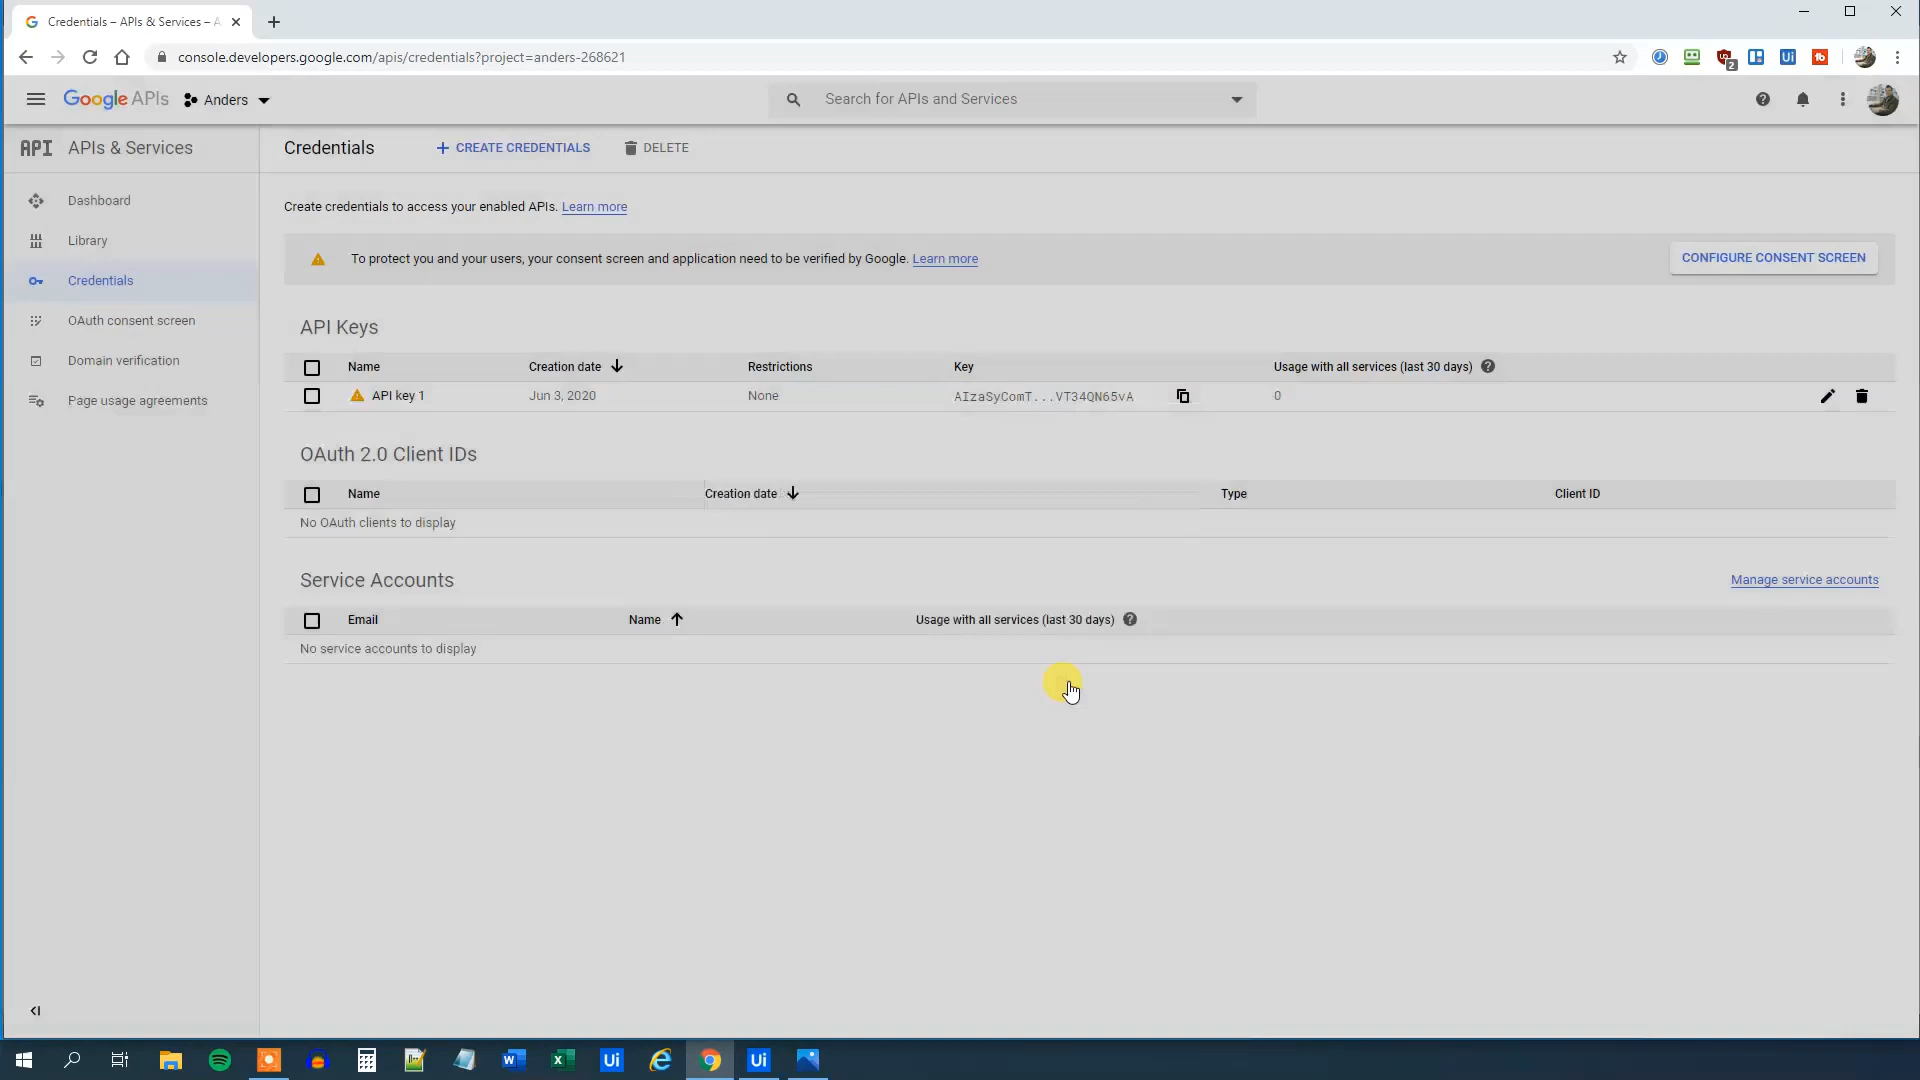 Credentials – APIs & Services – A
console.developers.google.com/apis/credentials?project=anders-268621
2
Ui
Google APIs
Anders
Search for APIs and Services
API
APIs & Services
Credentials
CREATE CREDENTIALS
DELETE
Dashboard
Library
Credentials
OAuth consent screen
Domain verification
Page usage agreements
Create credentials to access your enabled APIs. Learn more
To protect you and your users, your consent screen and application need to be verified by Google. Learn more
CONFIGURE CONSENT SCREEN
API Keys
Name Creation date Restrictions Key Usage with all services (last 30 days)
API key 1 Jun 3, 2020 None AIzaSyComT...VT34QN65vA 0
OAuth 2.0 Client IDs
Name Creation date Type Client ID
No OAuth clients to display
Service Accounts
Manage service accounts
Email Name Usage with all services (last 30 days)
No service accounts to display
Ui
Ui